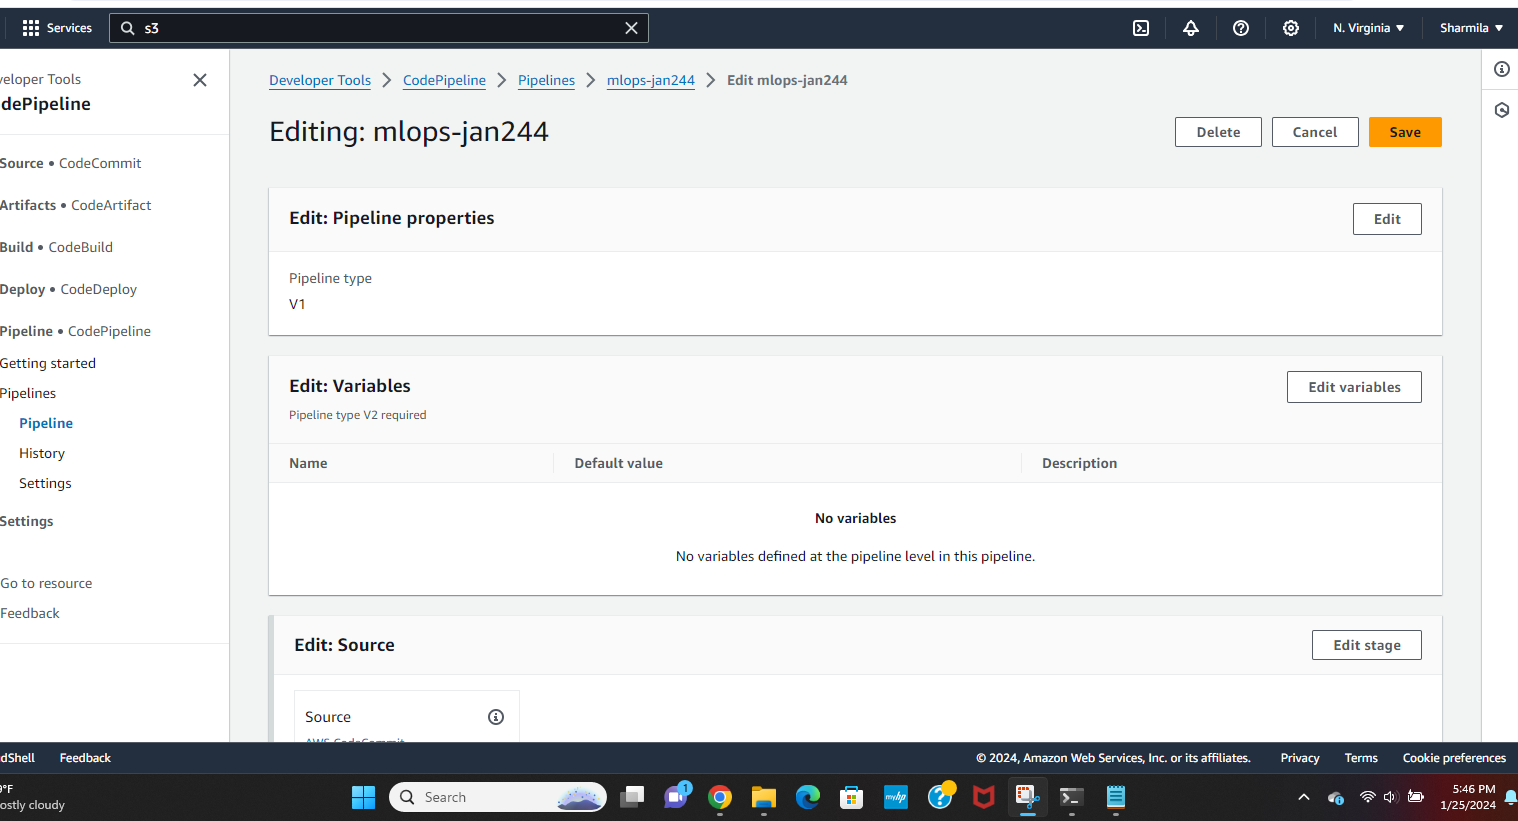 Services
s3
N. Virginia
Sharmila
veloper Tools
dePipeline
Source • CodeCommit
Artifacts • CodeArtifact
Build • CodeBuild
Deploy • CodeDeploy
Pipeline • CodePipeline
Getting started
Pipelines
Pipeline
History
Settings
Settings
Go to resource
Feedback
Developer Tools > CodePipeline > Pipelines > mlops-jan244 > Edit mlops-jan244
Editing: mlops-jan244
Delete
Cancel
Save
Edit: Pipeline properties
Edit
Pipeline type
V1
Edit: Variables
Edit variables
Pipeline type V2 required
Name
Default value
Description
No variables
No variables defined at the pipeline level in this pipeline.
Edit: Source
Edit stage
Source
AWS CodeCommit
dShell
Feedback
© 2024, Amazon Web Services, Inc. or its affiliates.
Privacy
Terms
Cookie preferences
°F
ostly cloudy
Search
1
myhp
5:46 PM
1/25/2024